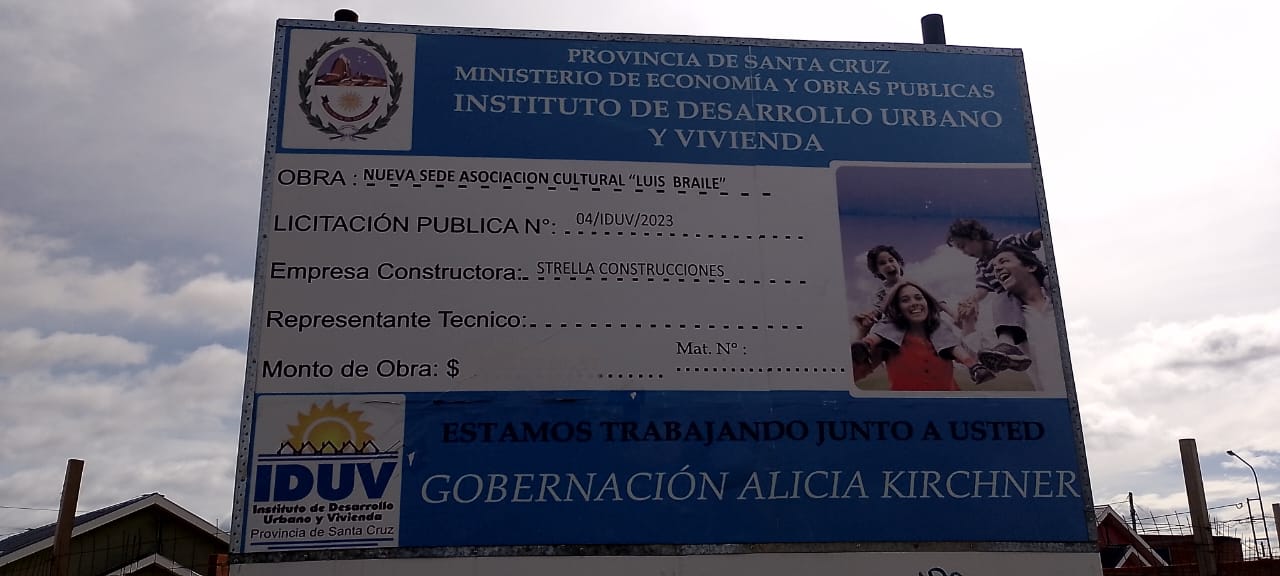 PROVINCIA DE SANTA CRUZ
MINISTERIO DE ECONOMÍA Y OBRAS PUBLICAS
INSTITUTO DE DESARROLLO URBANO
Y VIVIENDA
OBRA : NUEVA SEDE ASOCIACION CULTURAL “LUIS BRAILE”
LICITACIÓN PUBLICA N°: 04/IDUV/2023
Empresa Constructora: STRELLA CONSTRUCCIONES
Representante Tecnico:
Mat. N° :
Monto de Obra: $
ESTAMOS TRABAJANDO JUNTO A USTED
GOBERNACIÓN ALICIA KIRCHNER
IDUV
Instituto de Desarrollo
Urbano y Vivienda
Provincia de Santa Cruz